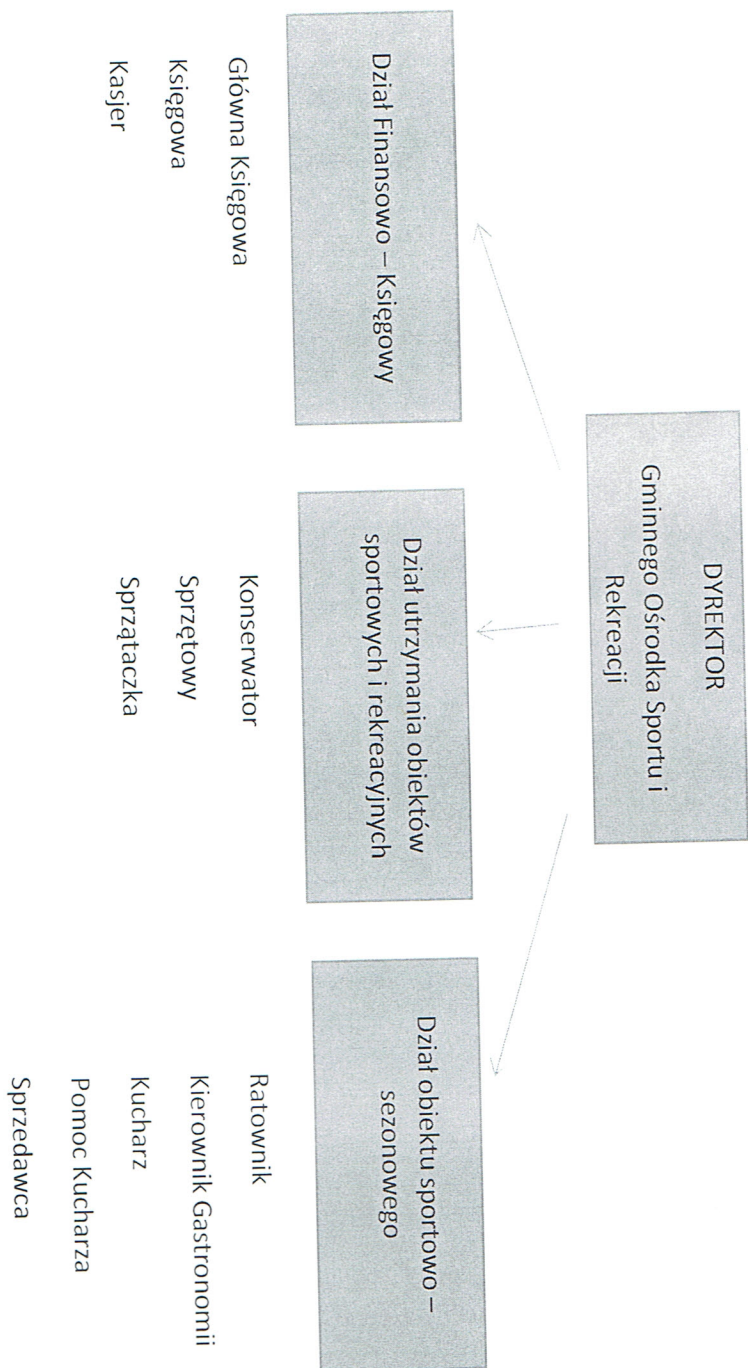 DYREKTOR
Gminnego Ośrodka Sportu i
Rekreacji
Dział Finansowo – Księgowy
Główna Księgowa
Księgowa
Kasjer
Dział utrzymania obiektów
sportowych i rekreacyjnych
Konserwator
Sprzętowy
Sprzątaczka
Dział obiektu sportowo –
sezonowego
Ratownik
Kierownik Gastronomii
Kucharz
Pomoc Kucharza
Sprzedawca